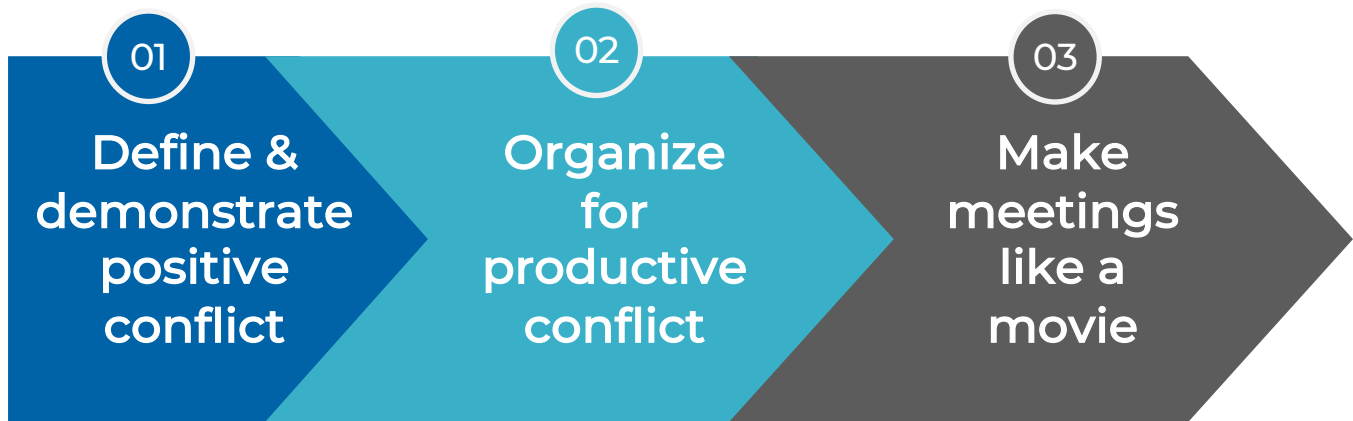 01
Define &
demonstrate
positive
conflict
02
Organize
for
productive
conflict
03
Make
meetings
like a
movie